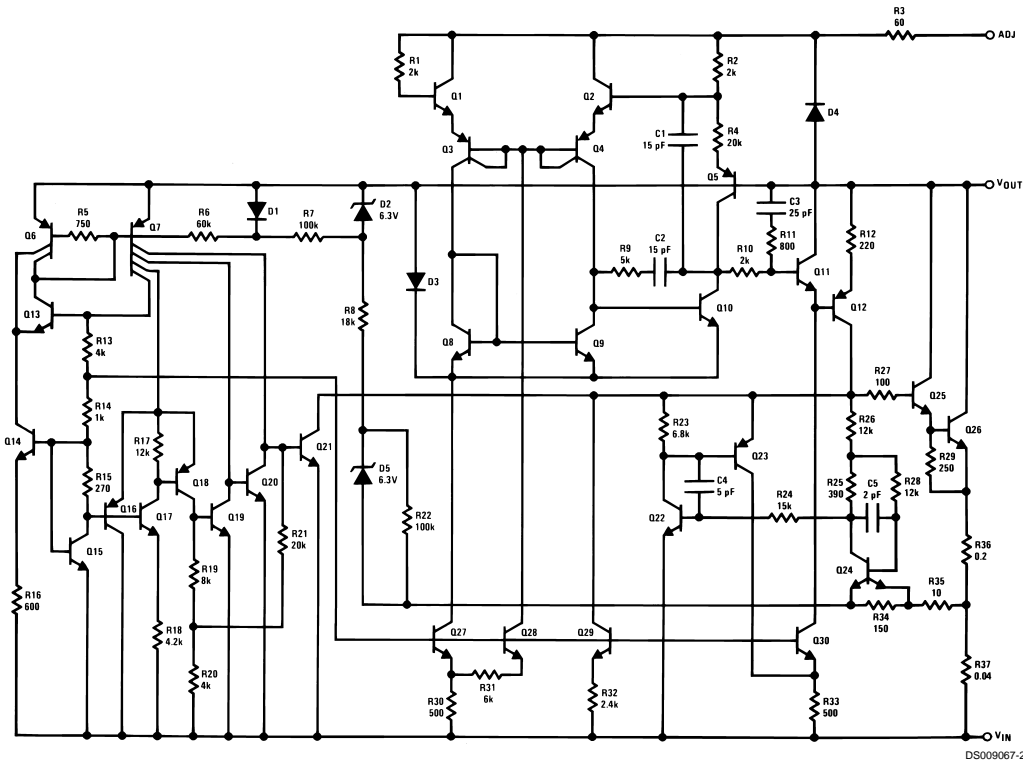 R3
60
ADJ
R1
2k
R2
2k
Q1
Q2
D4
C1
15 pF
R4
20k
Q3
Q4
Q5
VOUT
C3
25 pF
Q6
R5
750
Q7
R6
60k
D1
R7
100k
D2
6.3V
R11
800
R12
220
R9
5k
C2
15 pF
R10
2k
Q11
D3
Q10
Q12
Q13
R8
18k
R13
4k
Q8
Q9
R27
100
Q25
R14
1k
Q14
R17
12k
Q21
R23
6.8k
Q23
R26
12k
Q26
R29
250
Q18
Q20
D5
6.3V
C4
5 pF
R25
390
C5
2 pF
R28
12k
R15
270
Q16
Q17
Q19
R22
100k
Q22
R24
15k
R21
20k
Q15
Q24
R36
0.2
R19
8k
R35
10
R16
600
R34
150
R18
4.2k
Q27
Q28
Q29
Q30
R20
4k
R31
6k
R37
0.04
R30
500
R32
2.4k
R33
500
VIN
DS009067-2